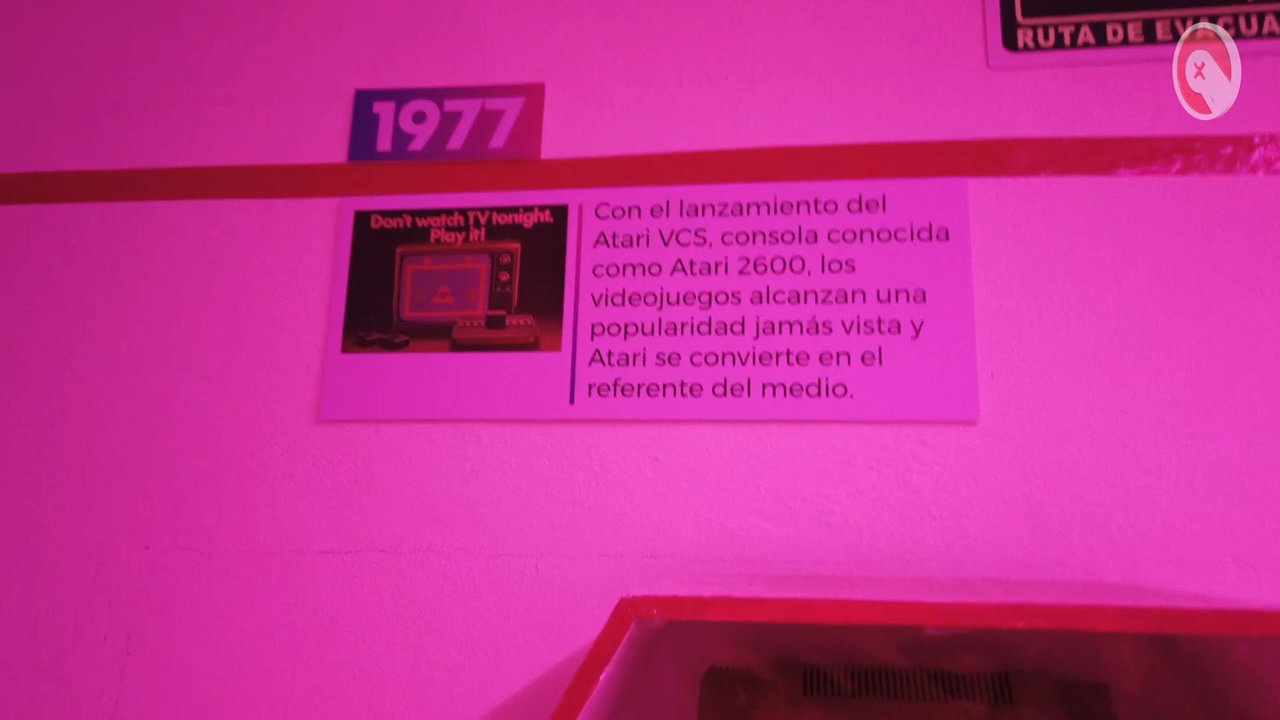 RUTA DE EVACUA
1977
Don't watch TV tonight,
Play it!
Con el lanzamiento del
Atari VCS, consola conocida
como Atari 2600, los
videojuegos alcanzan una
popularidad jamás vista y
Atari se convierte en el
referente del medio.